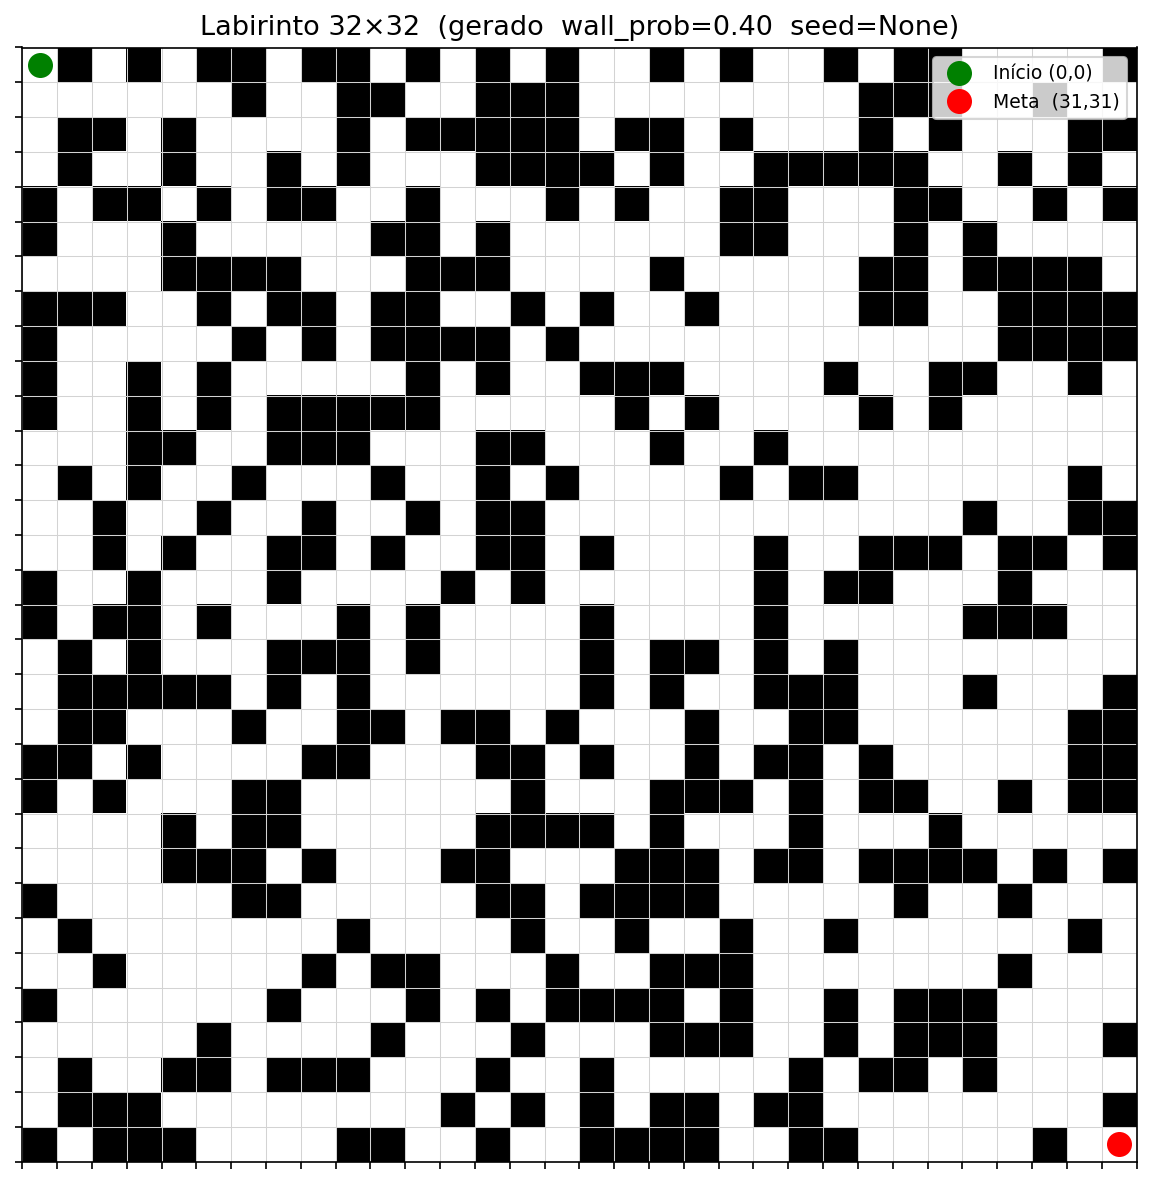 Labirinto 32×32  (gerado  wall_prob=0.40  seed=None)
Início (0,0)
Meta  (31,31)